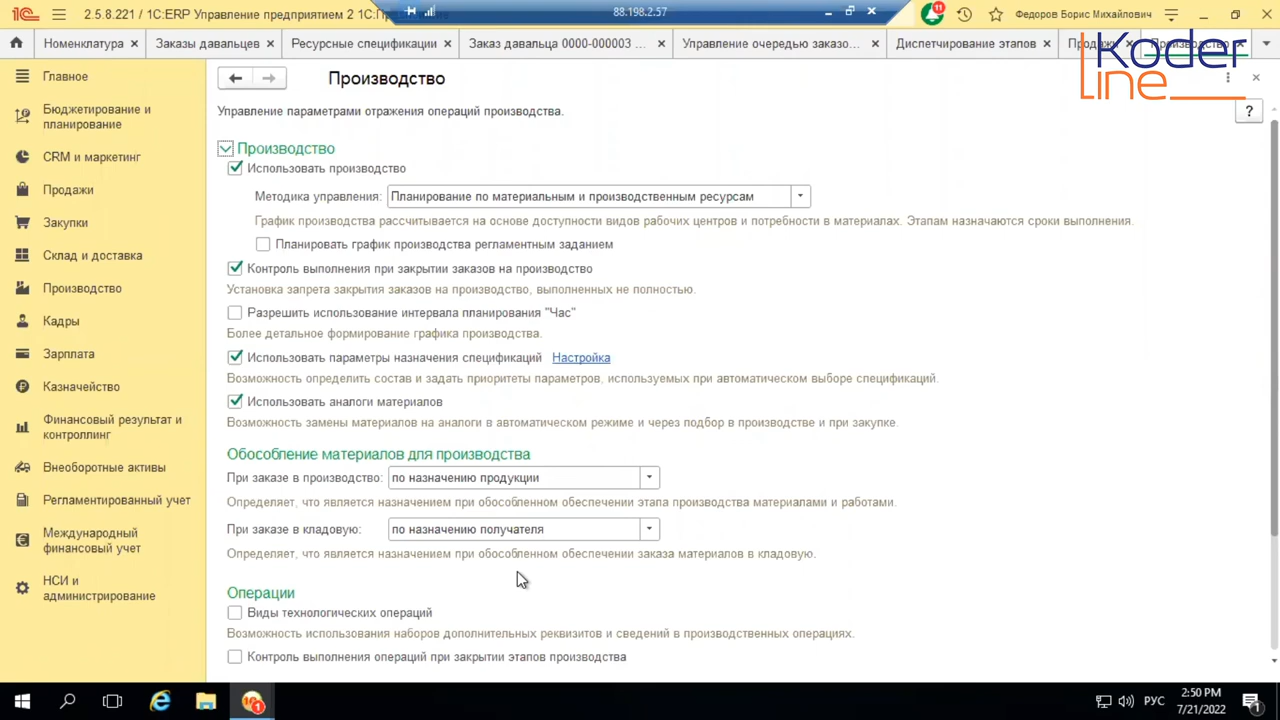 2.5.8.221 / 1С:ERP Управление предприятием 2 1С:Пр
88.198.2.57
11
Федоров Борис Михайлович
Номенклатура
Заказы давальцев
Ресурсные спецификации
Заказ давальца 0000-000003 ...
Управление очередью заказо...
Диспетчирование этапов
Koder
line
Главное
Бюджетирование и
планирование
CRM и маркетинг
Продажи
Закупки
Склад и доставка
Производство
Кадры
Зарплата
Казначейство
Финансовый результат и
контроллинг
Внеоборотные активы
Регламентированный учет
Международный
финансовый учет
НСИ и
администрирование
Производство
Управление параметрами отражения операций производства.
?
Производство
Использовать производство
Методика управления: Планирование по материальным и производственным ресурсам
График производства рассчитывается на основе доступности видов рабочих центров и потребности в материалах. Этапам назначаются сроки выполнения.
Планировать график производства регламентным заданием
Контроль выполнения при закрытии заказов на производство
Установка запрета закрытия заказов на производство, выполненных не полностью.
Разрешить использование интервала планирования "Час"
Более детальное формирование графика производства.
Использовать параметры назначения спецификаций Настройка
Возможность определить состав и задать приоритеты параметров, используемых при автоматическом выборе спецификаций.
Использовать аналоги материалов
Возможность замены материалов на аналоги в автоматическом режиме и через подбор в производстве и при закупке.
Обособление материалов для производства
При заказе в производство: по назначению продукции
Определяет, что является назначением при обособленном обеспечении этапа производства материалами и работами.
При заказе в кладовую: по назначению получателя
Определяет, что является назначением при обособленном обеспечении заказа материалов в кладовую.
Операции
Виды технологических операций
Возможность использования наборов дополнительных реквизитов и сведений в производственных операциях.
Контроль выполнения операций при закрытии этапов производства
РУС
2:50 PM
7/21/2022